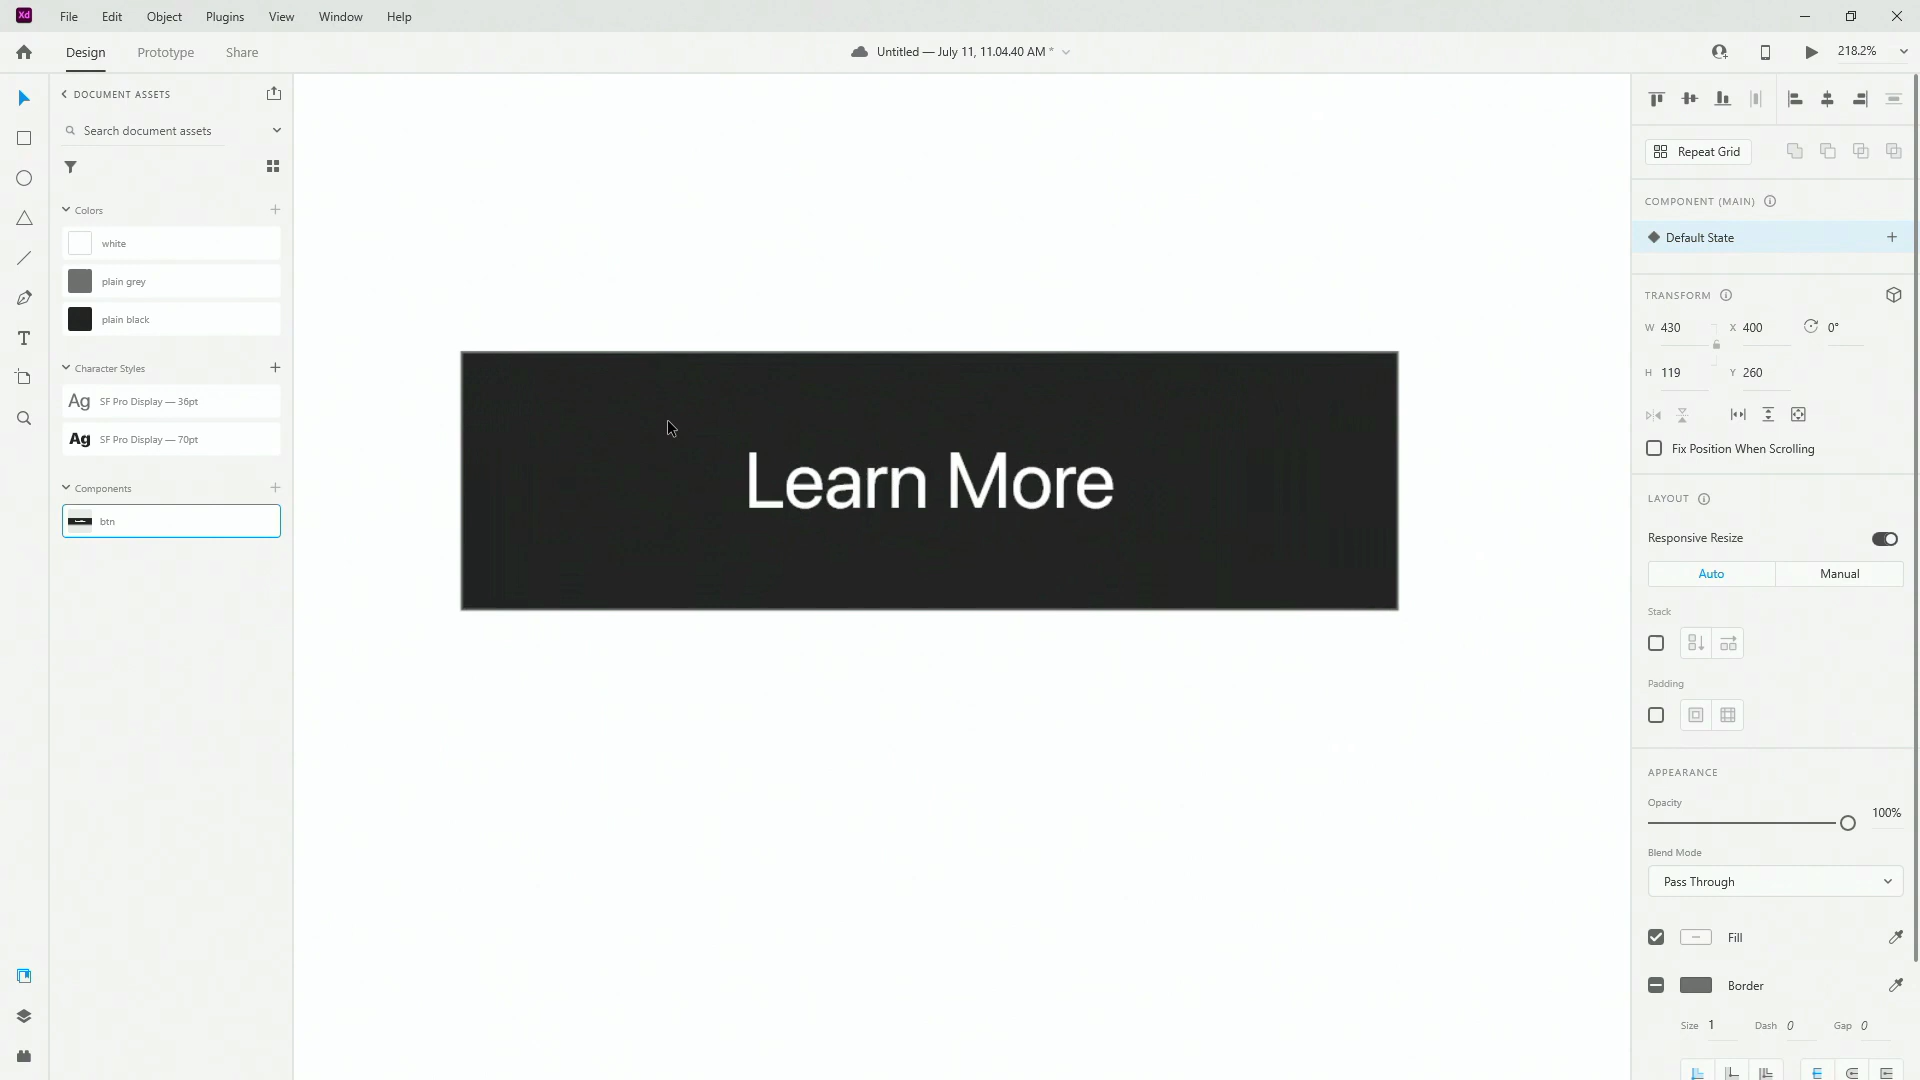 Xd File Edit Object Plugins View Window Help
Design Prototype Share
Untitled — July 11, 11.04.40 AM *
218.2%
DOCUMENT ASSETS
Search document assets
Colors
white
plain grey
plain black
Character Styles
Ag SF Pro Display — 36pt
Ag SF Pro Display — 70pt
Components
btn
Learn More
Repeat Grid
COMPONENT (MAIN)
Default State
TRANSFORM
W 430 X 400 0°
H 119 Y 260
Fix Position When Scrolling
LAYOUT
Responsive Resize
Auto Manual
Stack
Padding
APPEARANCE
Opacity
100%
Blend Mode
Pass Through
Fill
Border
Size 1 Dash 0 Gap 0